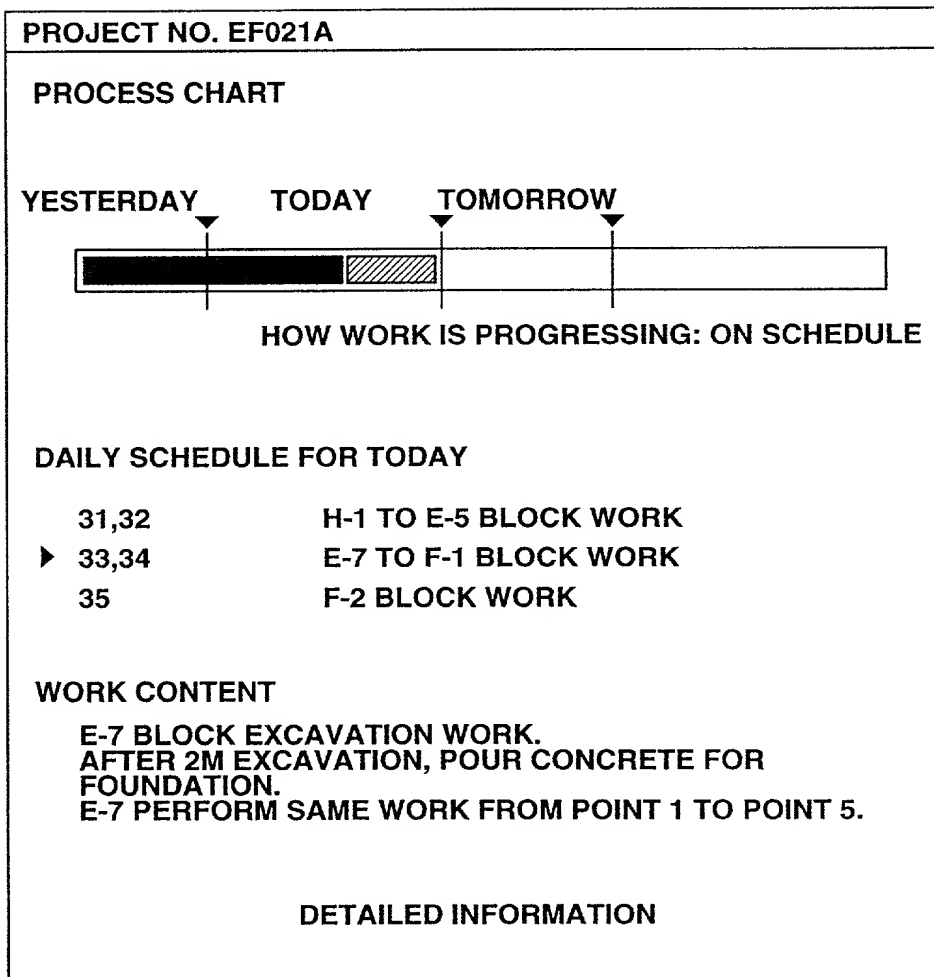 PROJECT NO. EF021A
PROCESS CHART
YESTERDAY TODAY TOMORROW
HOW WORK IS PROGRESSING: ON SCHEDULE
DAILY SCHEDULE FOR TODAY
31,32 H-1 TO E-5 BLOCK WORK
33,34 E-7 TO F-1 BLOCK WORK
35 F-2 BLOCK WORK
WORK CONTENT
E-7 BLOCK EXCAVATION WORK.
AFTER 2M EXCAVATION, POUR CONCRETE FOR
FOUNDATION.
E-7 PERFORM SAME WORK FROM POINT 1 TO POINT 5.
DETAILED INFORMATION